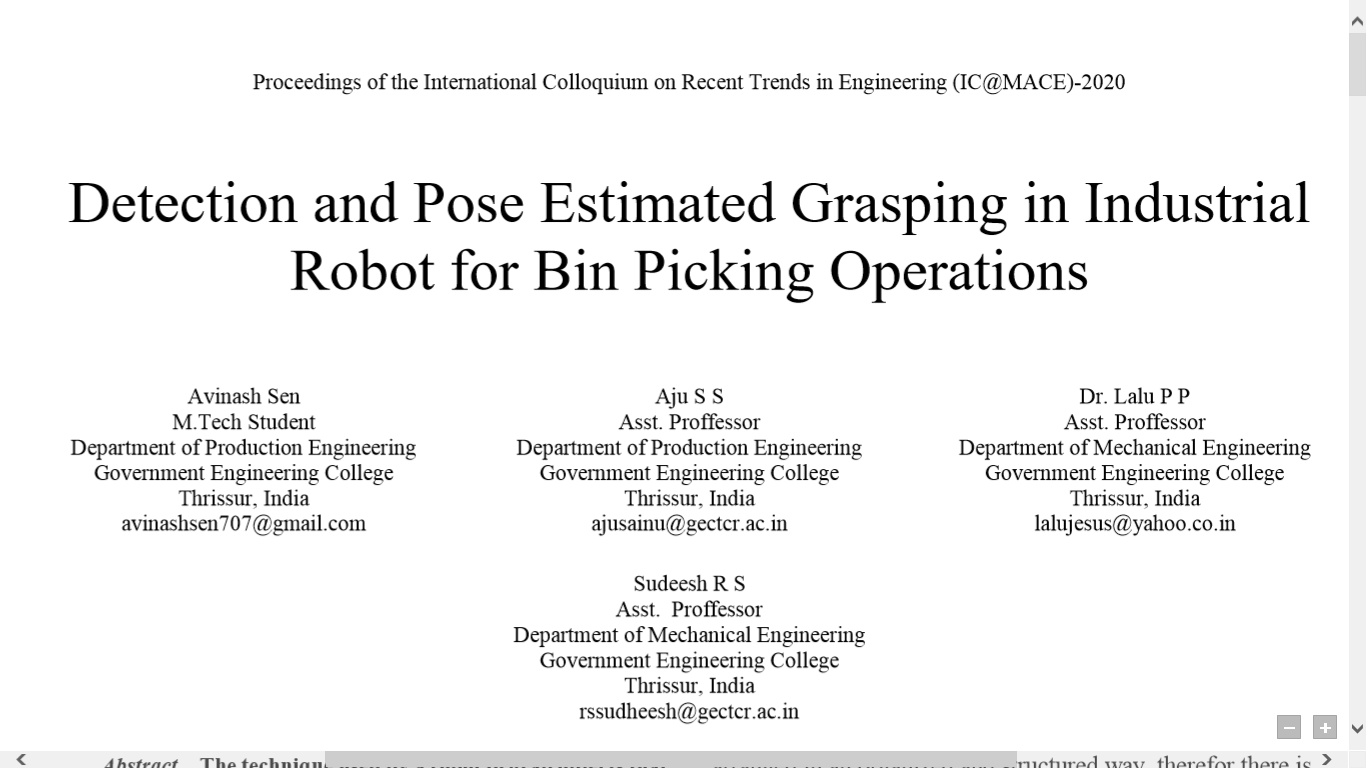 Proceedings of the International Colloquium on Recent Trends in Engineering (IC@MACE)-2020
Detection and Pose Estimated Grasping in Industrial
Robot for Bin Picking Operations
Avinash Sen
M.Tech Student
Department of Production Engineering
Government Engineering College
Thrissur, India
avinashsen707@gmail.com
Aju S S
Asst. Proffessor
Department of Production Engineering
Government Engineering College
Thrissur, India
ajusainu@gectcr.ac.in
Dr. Lalu P P
Asst. Proffessor
Department of Mechanical Engineering
Government Engineering College
Thrissur, India
lalujesus@yahoo.co.in
Sudeesh R S
Asst. Proffessor
Department of Mechanical Engineering
Government Engineering College
Thrissur, India
rssudheesh@gectcr.ac.in
Abstract The
therefor there is